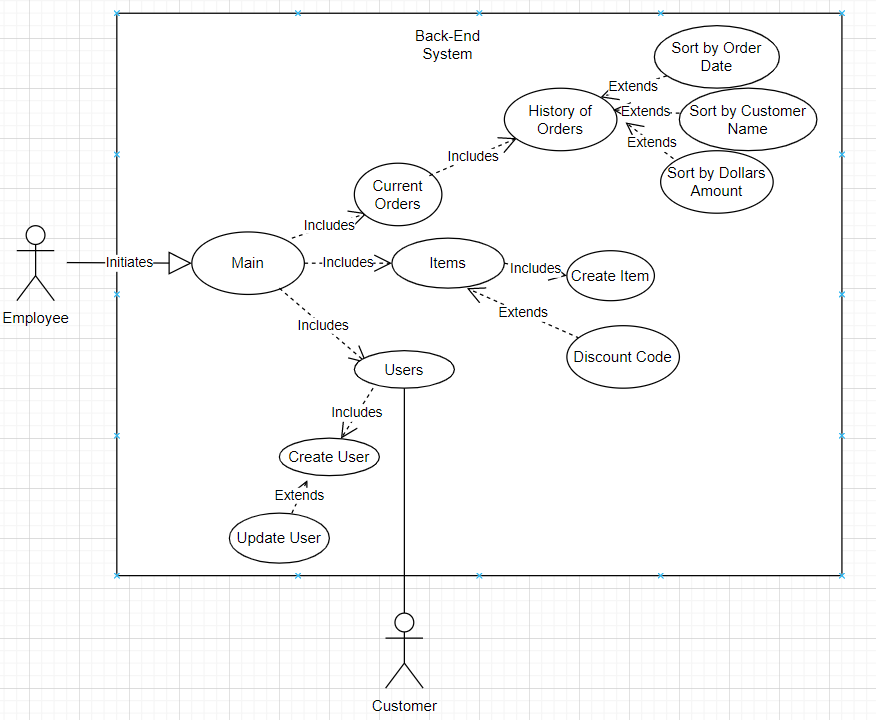 Back-End
System
Sort by Order
Date
Extends
History of
Orders
Extends
Sort by Customer
Name
Extends
Includes
Sort by Dollars
Amount
Current
Orders
Includes
Initiates
Main
Includes
Items
Includes
Create Item
Employee
Extends
Includes
Discount Code
Users
Includes
Create User
Extends
Update User
Customer